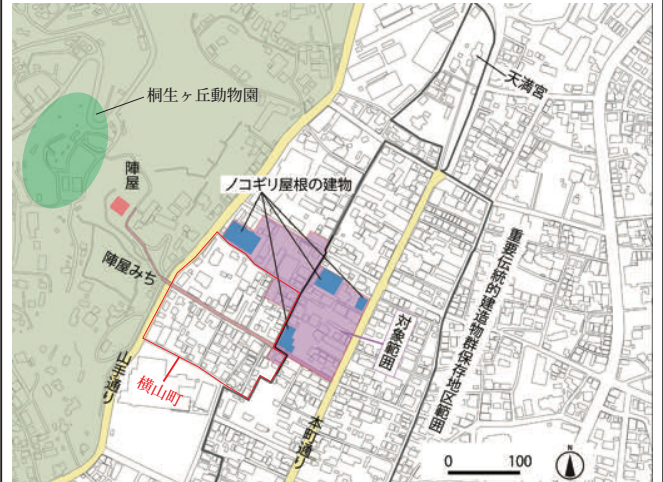 天満宮
桐生ヶ丘動物園
陣屋
ノコギリ屋根の建物
陣屋みち
重要伝統的建造物群保存地区範囲
対象範囲
山手通り
横山町
本町通り
0 100
N